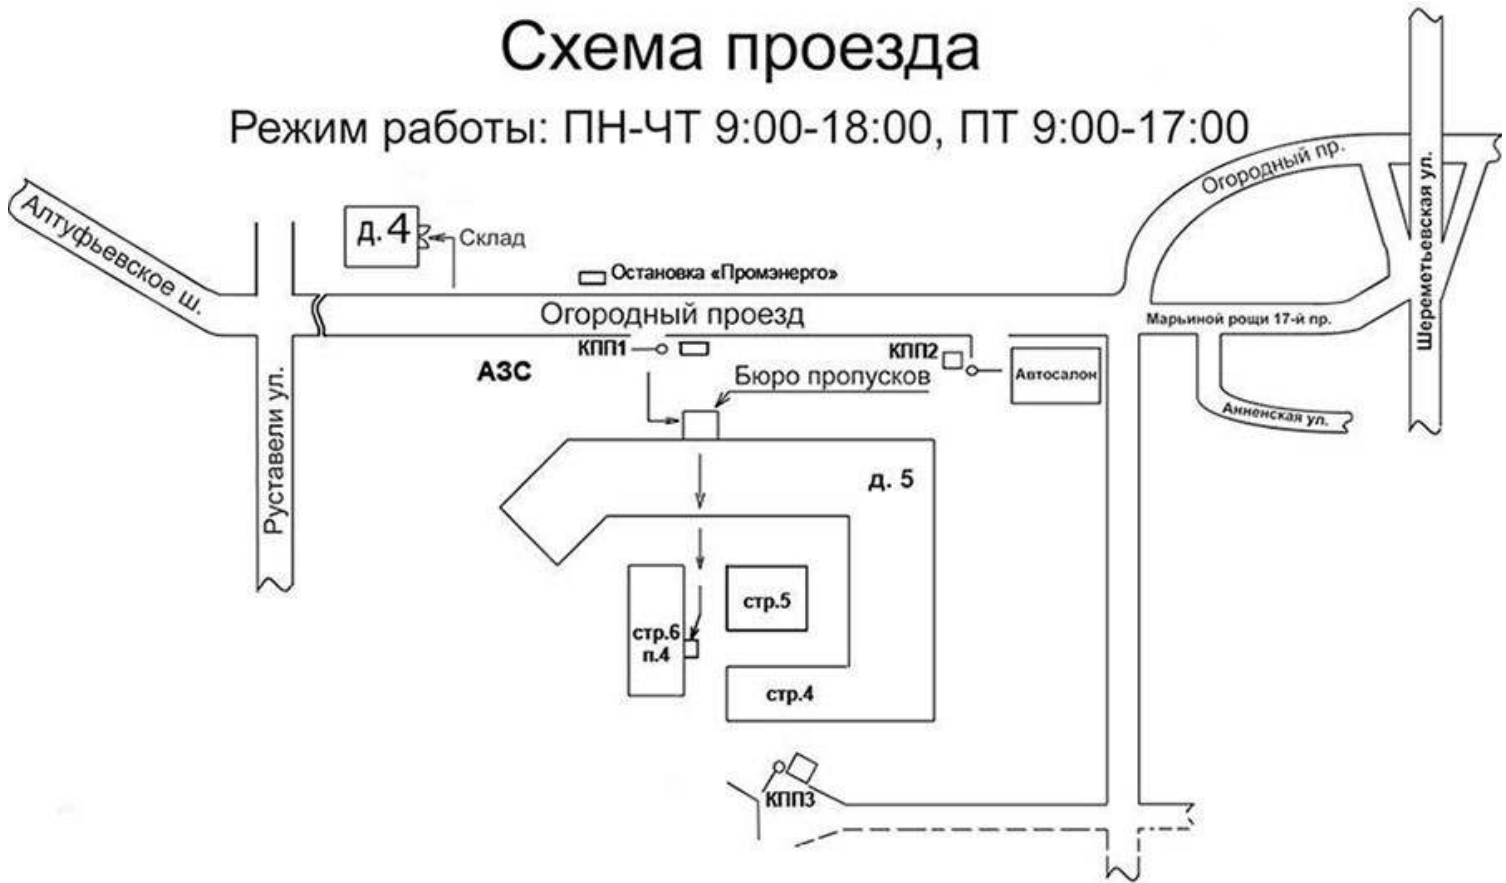 Схема проезда
Режим работы: ПН-ЧТ 9:00-18:00, ПТ 9:00-17:00
Огородный пр.
Шереметьевская ул.
Алтуфьевское ш.
Д.4
Склад
Остановка «Промэнерго»
Огородный проезд
Марьиной рощи 17-й пр.
КПП1
КПП2
АЗС
Бюро пропусков
Автосалон
Анненская ул.
Руставели ул.
д. 5
стр.5
стр.6
п.4
стр.4
КПП3